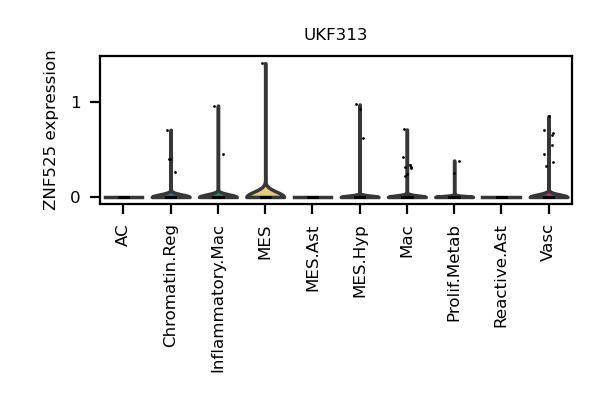 UKF313
ZNF525 expression
1
0
AC
Chromatin.Reg
Inflammatory.Mac
MES
MES.Ast
MES.Hyp
Mac
Prolif.Metab
Reactive.Ast
Vasc